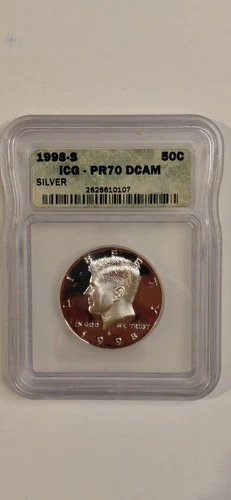 1998-S 50C
ICG - PR70 DCAM
SILVER
2626610107
LIBERTY
IN GOD WE TRUST
1998